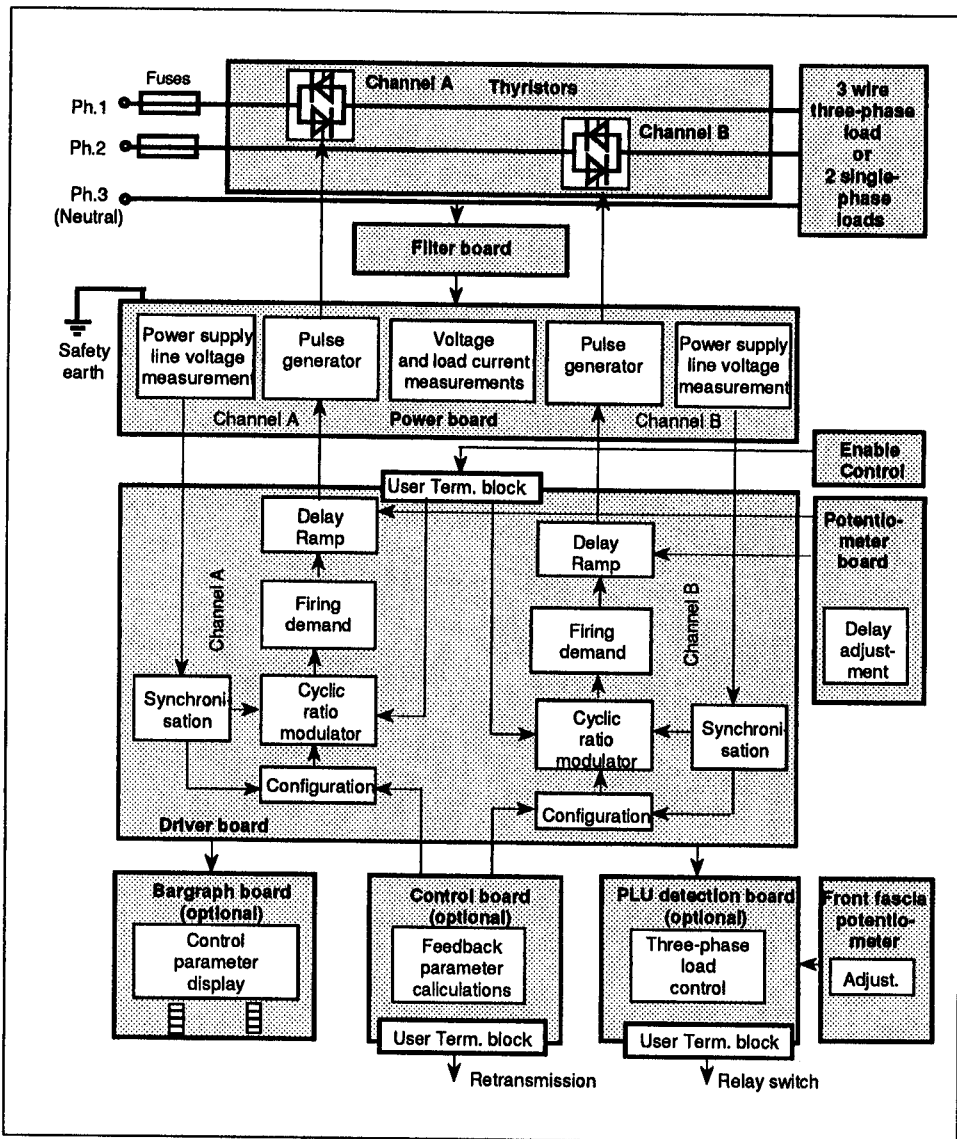 Fuses
Channel A
Thyristors
Ph.1
Ph.2
Channel B
Ph.3
(Neutral)
3 wire
three-phase
load
or
2 single-
phase
loads
Filter board
Safety
earth
Power supply
line voltage
measurement
Pulse
generator
Voltage
and load current
measurements
Pulse
generator
Power supply
line voltage
measurement
Channel A
Power board
Channel B
Enable
Control
User Term. block
Delay
Ramp
Delay
Ramp
Potentio-
meter
board
Channel A
Firing
demand
Firing
demand
Channel B
Delay
adjust-
ment
Synchroni-
sation
Cyclic
ratio
modulator
Cyclic
ratio
modulator
Synchroni-
sation
Configuration
Configuration
Driver board
Bargraph board
(optional)
Control
parameter
display
Control board
(optional)
Feedback
parameter
caliculations
User Term. block
Retransmission
PLU detection board
(optional)
Three-phase
load
control
User Term. block
Relay switch
Front fascia
potentio-
meter
Adjust.